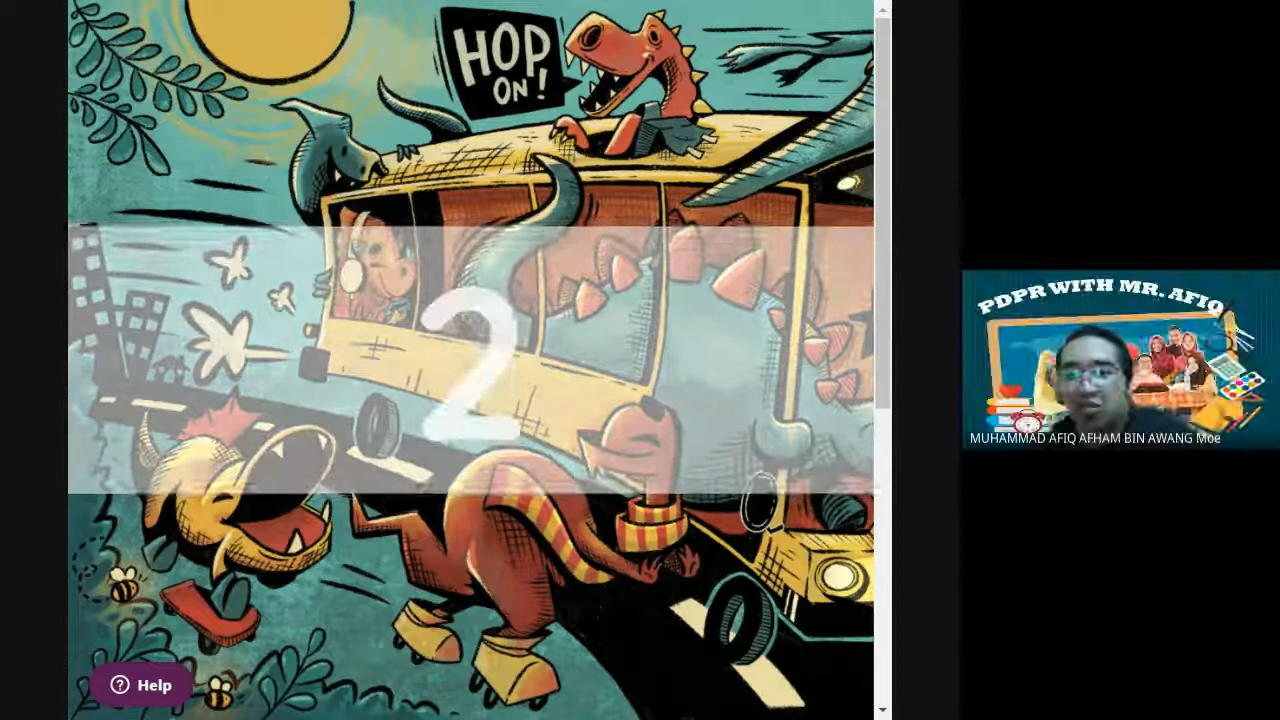 HOP
ON!
2
PDPR WITH MR. AFIQ
MUHAMMAD AFIQ AFHAM BIN AWANG Moe
Help